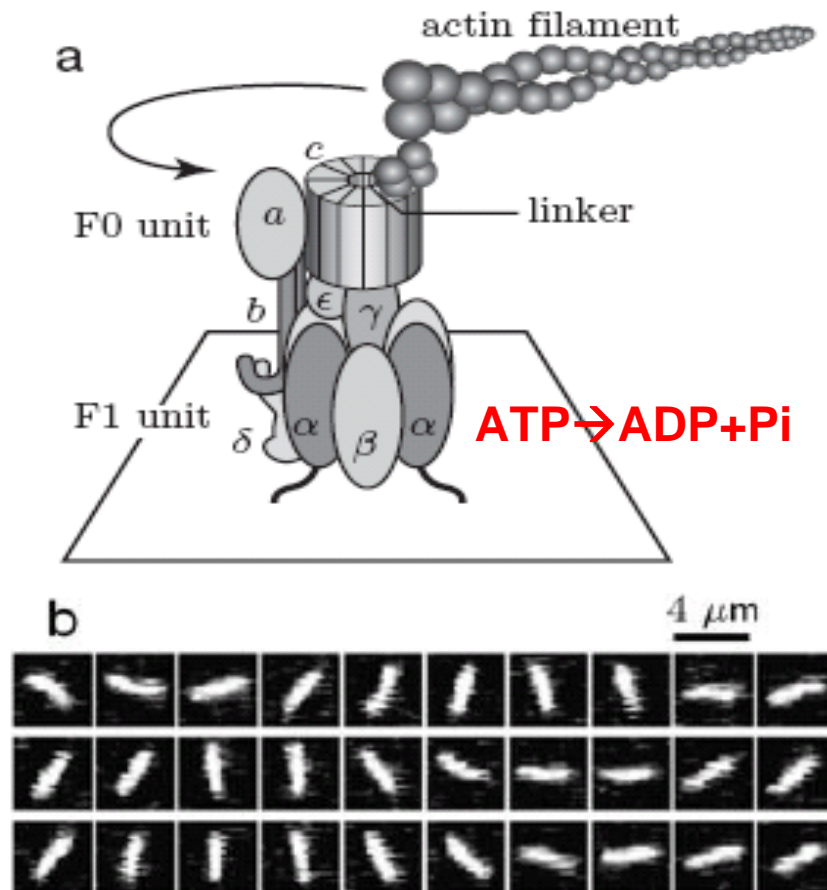 actin filament
a
c
a
F0 unit
linker
ϵ
γ
b
F1 unit
α
β
α
δ
ATP→ADP+Pi
b
4 μm